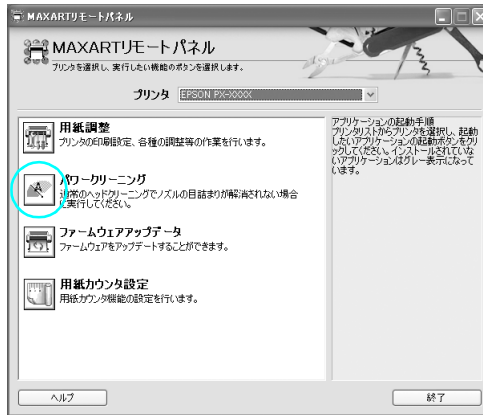 MAXARTリモートパネル
MAXARTリモートパネル
プリンタを選択し、実行したい機能のボタンを選択します。
プリンタ EPSON PX-XXXX
用紙調整
プリンタの印刷設定、各種の調整等の作業を行います。
パワークリーニング
通常のヘッドクリーニングでノズルの目詰まりが解消されない場合
に実行してください。
ファームウェアアップデータ
ファームウェアをアップデートすることができます。
用紙カウンタ設定
用紙カウンタ機能の設定を行います。
アプリケーションの起動手順
プリンタリストからプリンタを選択し、起動
したいアプリケーションの起動ボタンをクリ
ックしてください。インストールされていな
いアプリケーションはグレー表示になって
います。
ヘルプ
終了